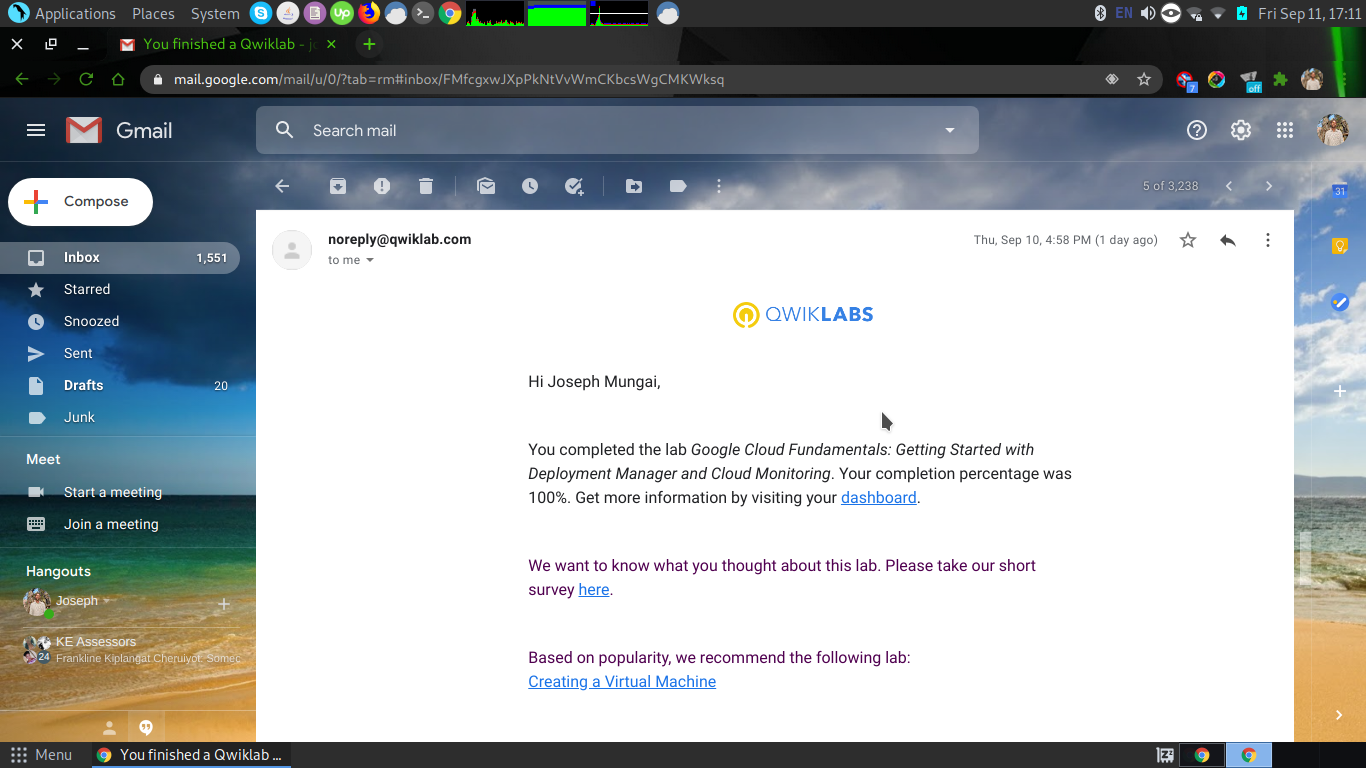 Applications Places System
Up
EN
Fri Sep 11, 17:11
You finished a Qwiklab - j
mail.google.com/mail/u/0/?tab=rm#inbox/FMfcgxwJXpPkNtVvWmCKbcsWgCMKWksq
7
off
Gmail
Search mail
Compose
5 of 3,238
31
Inbox 1,551
Starred
Snoozed
Sent
Drafts 20
Junk
Meet
Start a meeting
Join a meeting
Hangouts
Joseph
KE Assessors
24
Frankline Kiplangat Cheruiyot, Somec
noreply@qwiklab.com
to me
Thu, Sep 10, 4:58 PM (1 day ago)
QWIKLABS
Hi Joseph Mungai,
You completed the lab Google Cloud Fundamentals: Getting Started with
Deployment Manager and Cloud Monitoring. Your completion percentage was
100%. Get more information by visiting your dashboard.
We want to know what you thought about this lab. Please take our short
survey here.
Based on popularity, we recommend the following lab:
Creating a Virtual Machine
Menu
You finished a Qwiklab ...